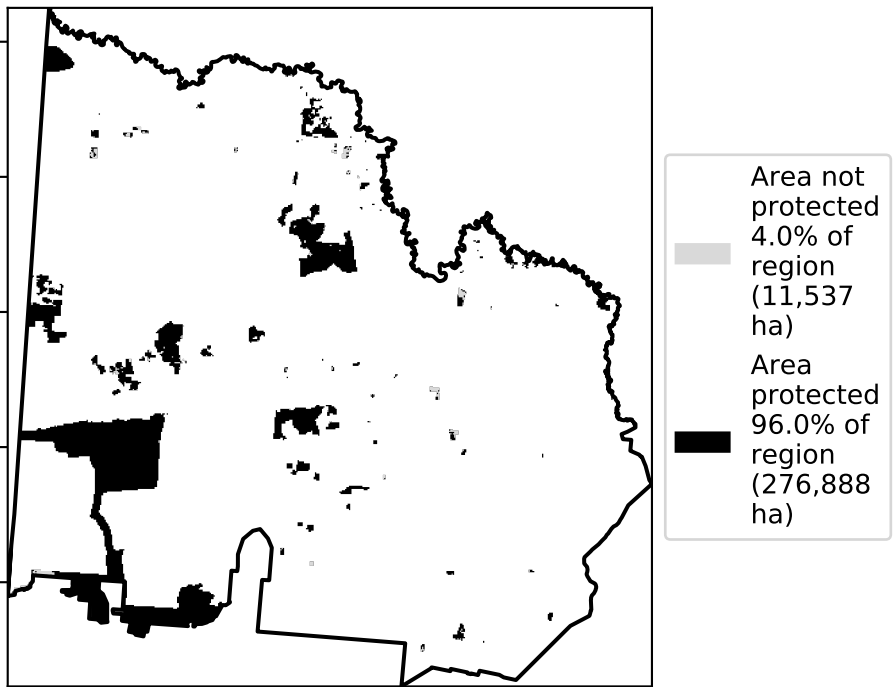 Area not
protected
4.0% of
region
(11,537
ha)
Area
protected
96.0% of
region
(276,888
ha)